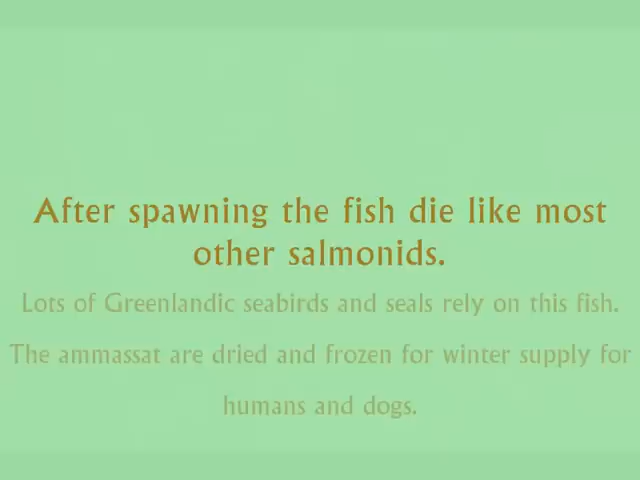 After spawning the fish die like most
other salmonids.
Lots of Greenlandic seabirds and seals rely on this fish.
The ammassat are dried and frozen for winter supply for
humans and dogs.